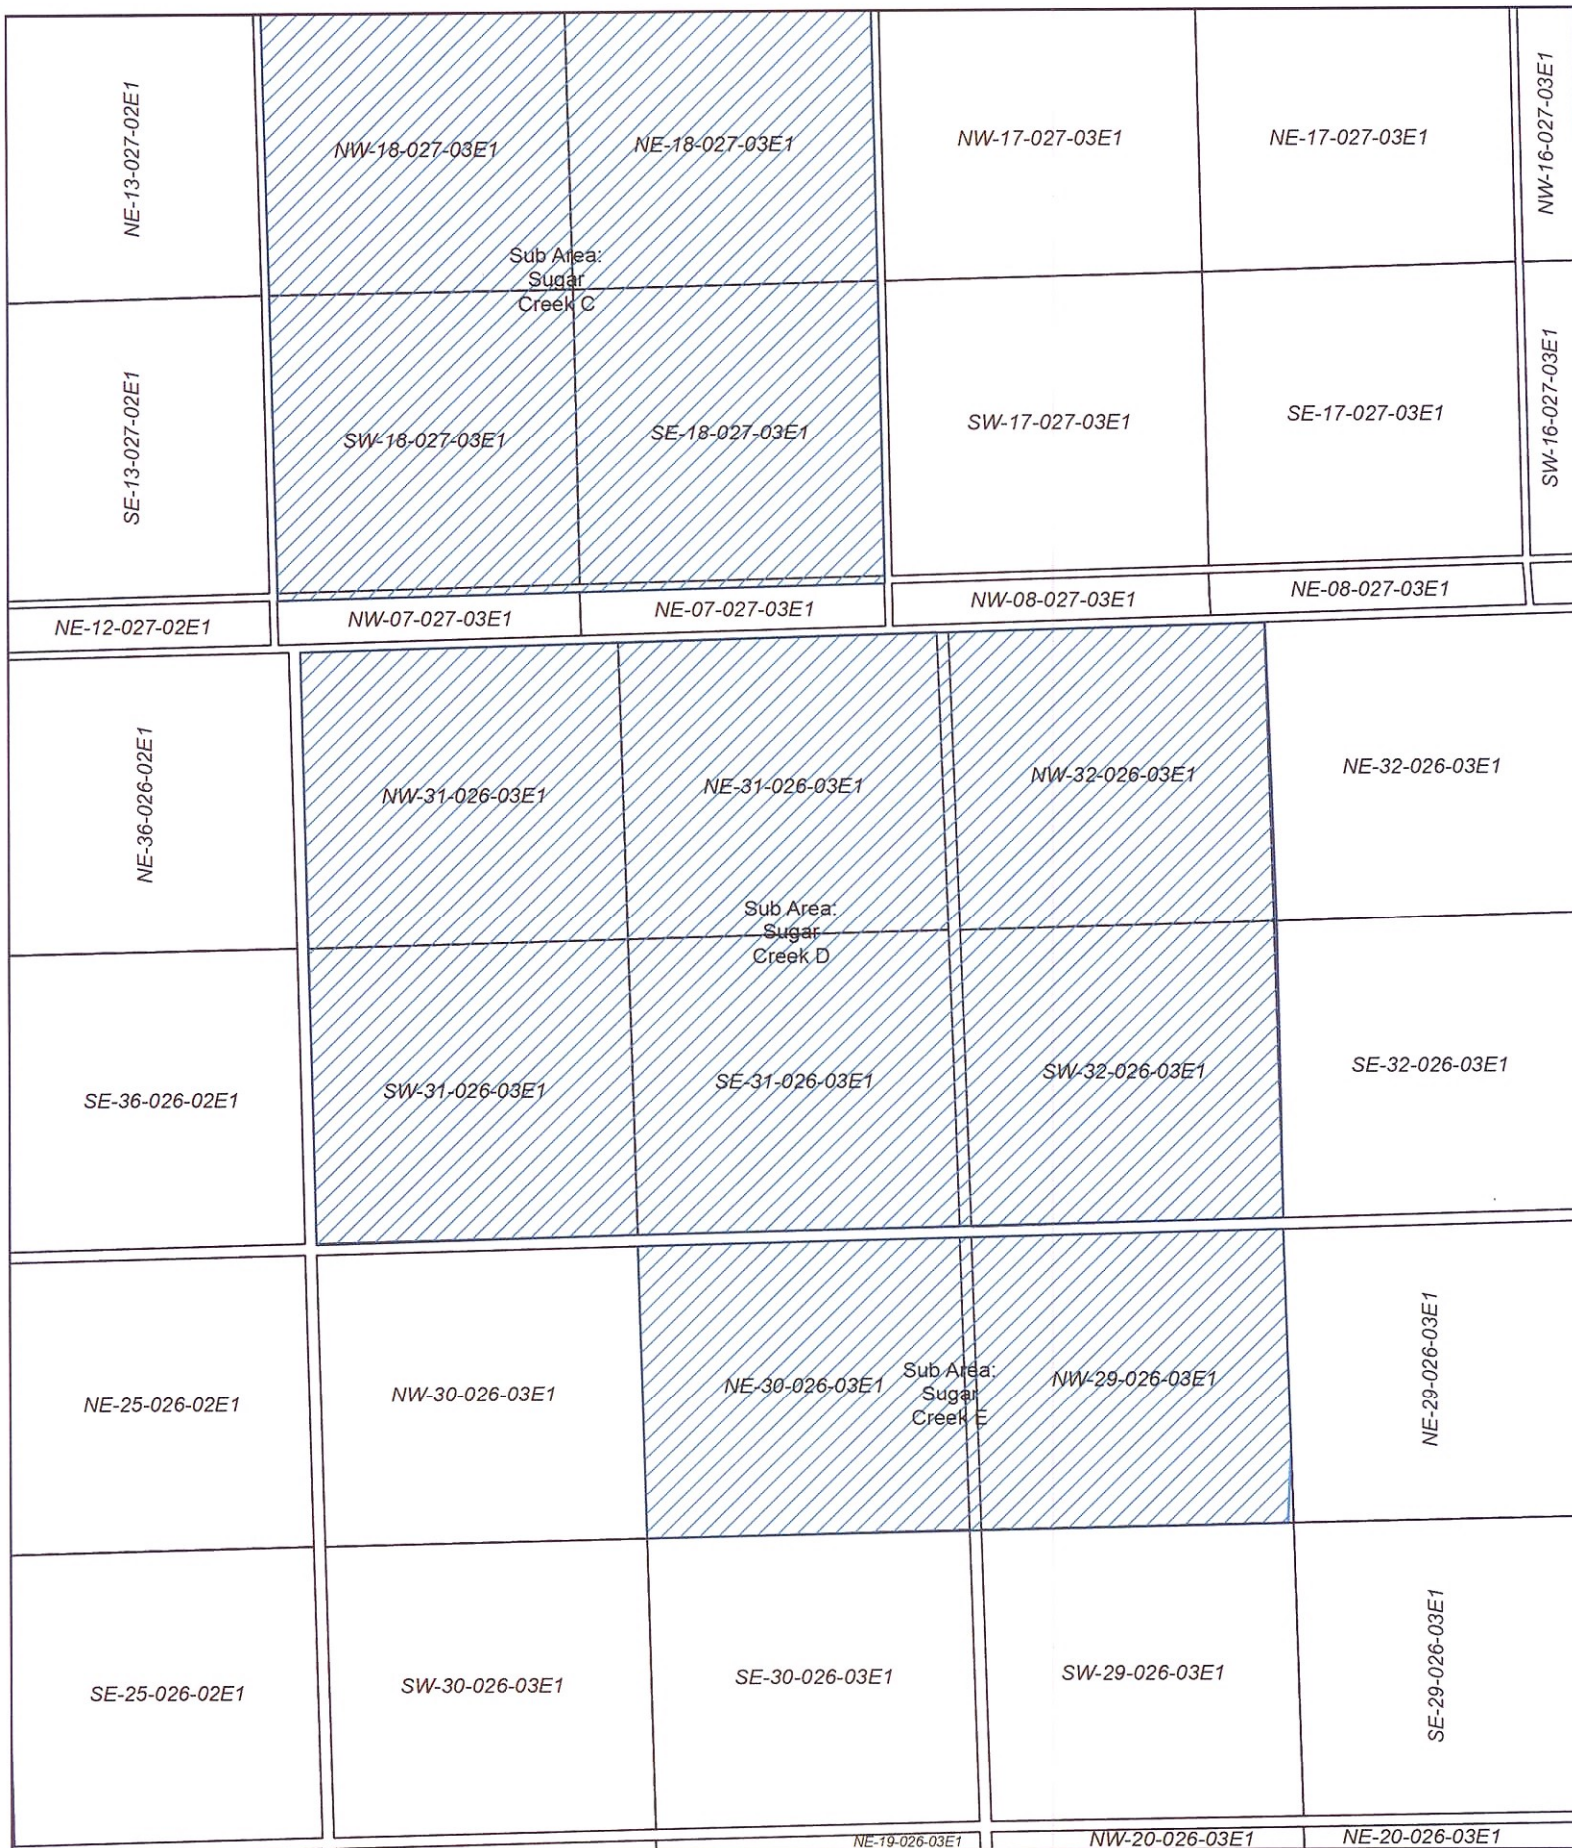 NE-13-027-02E1
NW-18-027-03E1
NE-18-027-03E1
NW-17-027-03E1
NE-17-027-03E1
NW-16-027-03E1
Sub Area:
Sugar
Creek C
SE-13-027-02E1
SW-18-027-03E1
SE-18-027-03E1
SW-17-027-03E1
SE-17-027-03E1
SW-16-027-03E1
NE-12-027-02E1
NW-07-027-03E1
NE-07-027-03E1
NW-08-027-03E1
NE-08-027-03E1
NE-36-026-02E1
NW-31-026-03E1
NE-31-026-03E1
NW-32-026-03E1
NE-32-026-03E1
Sub Area:
Sugar
Creek D
SE-36-026-02E1
SW-31-026-03E1
SE-31-026-03E1
SW-32-026-03E1
SE-32-026-03E1
NE-25-026-02E1
NW-30-026-03E1
NE-30-026-03E1
Sub Area:
Sugar
Creek E
NW-29-026-03E1
NE-29-026-03E1
SE-25-026-02E1
SW-30-026-03E1
SE-30-026-03E1
SW-29-026-03E1
SE-29-026-03E1
NE-19-026-03E1
NW-20-026-03E1
NE-20-026-03E1